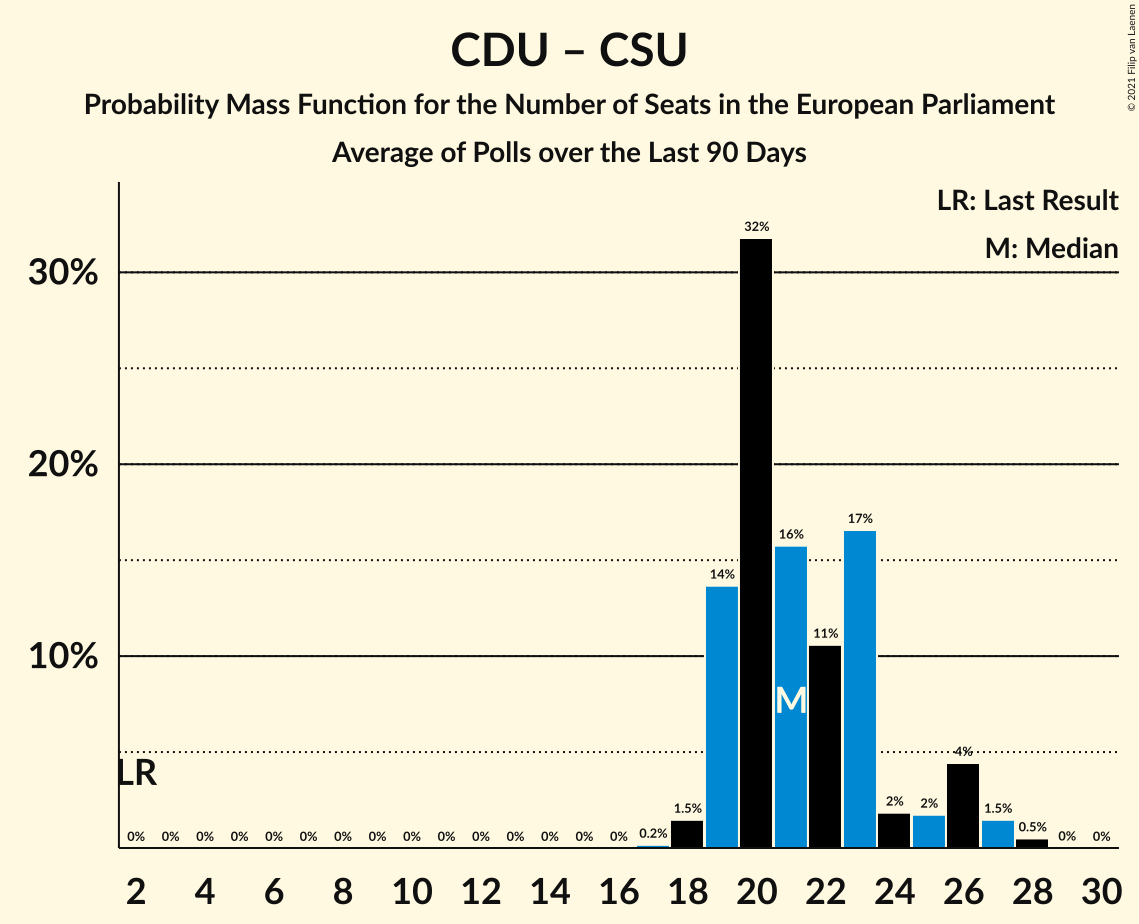 © 2021 Filip van Laenen
CDU – CSU
Probability Mass Function for the Number of Seats in the European Parliament
Average of Polls over the Last 90 Days
LR: Last Result
M: Median
30%
20%
10%
32%
17%
16%
14%
11%
M
LR
4%
2%
2%
1.5%
1.5%
0.5%
0.2%
0% 0% 0% 0% 0% 0% 0% 0% 0% 0% 0% 0% 0% 0% 0% 0% 0%
2 4 6 8 10 12 14 16 18 20 22 24 26 28 30